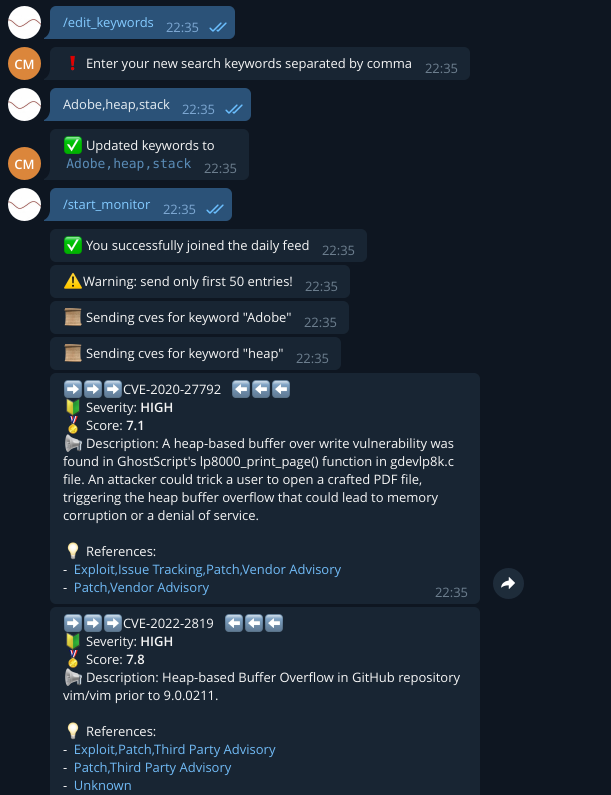 /edit_keywords 22:35
CM
❗ Enter your new search keywords separated by comma 22:35
Adobe,heap,stack 22:35
✅ Updated keywords to
CM
Adobe,heap,stack 22:35
/start_monitor 22:35
✅ You successfully joined the daily feed 22:35
⚠️Warning: send only first 50 entries! 22:35
📜 Sending cves for keyword "Adobe" 22:35
📜 Sending cves for keyword "heap" 22:35
➡️➡️➡️CVE-2020-27792 ⬅️⬅️⬅️
🔰 Severity: HIGH
🏅 Score: 7.1
📢 Description: A heap-based buffer over write vulnerability was
found in GhostScript's lp8000_print_page() function in gdevlp8k.c
file. An attacker could trick a user to open a crafted PDF file,
triggering the heap buffer overflow that could lead to memory
corruption or a denial of service.
💡 References:
- Exploit,Issue Tracking,Patch,Vendor Advisory
- Patch,Vendor Advisory 22:35
➡️➡️➡️CVE-2022-2819 ⬅️⬅️⬅️
🔰 Severity: HIGH
🏅 Score: 7.8
📢 Description: Heap-based Buffer Overflow in GitHub repository
vim/vim prior to 9.0.0211.
💡 References:
- Exploit,Patch,Third Party Advisory
- Patch,Third Party Advisory
- Unknown